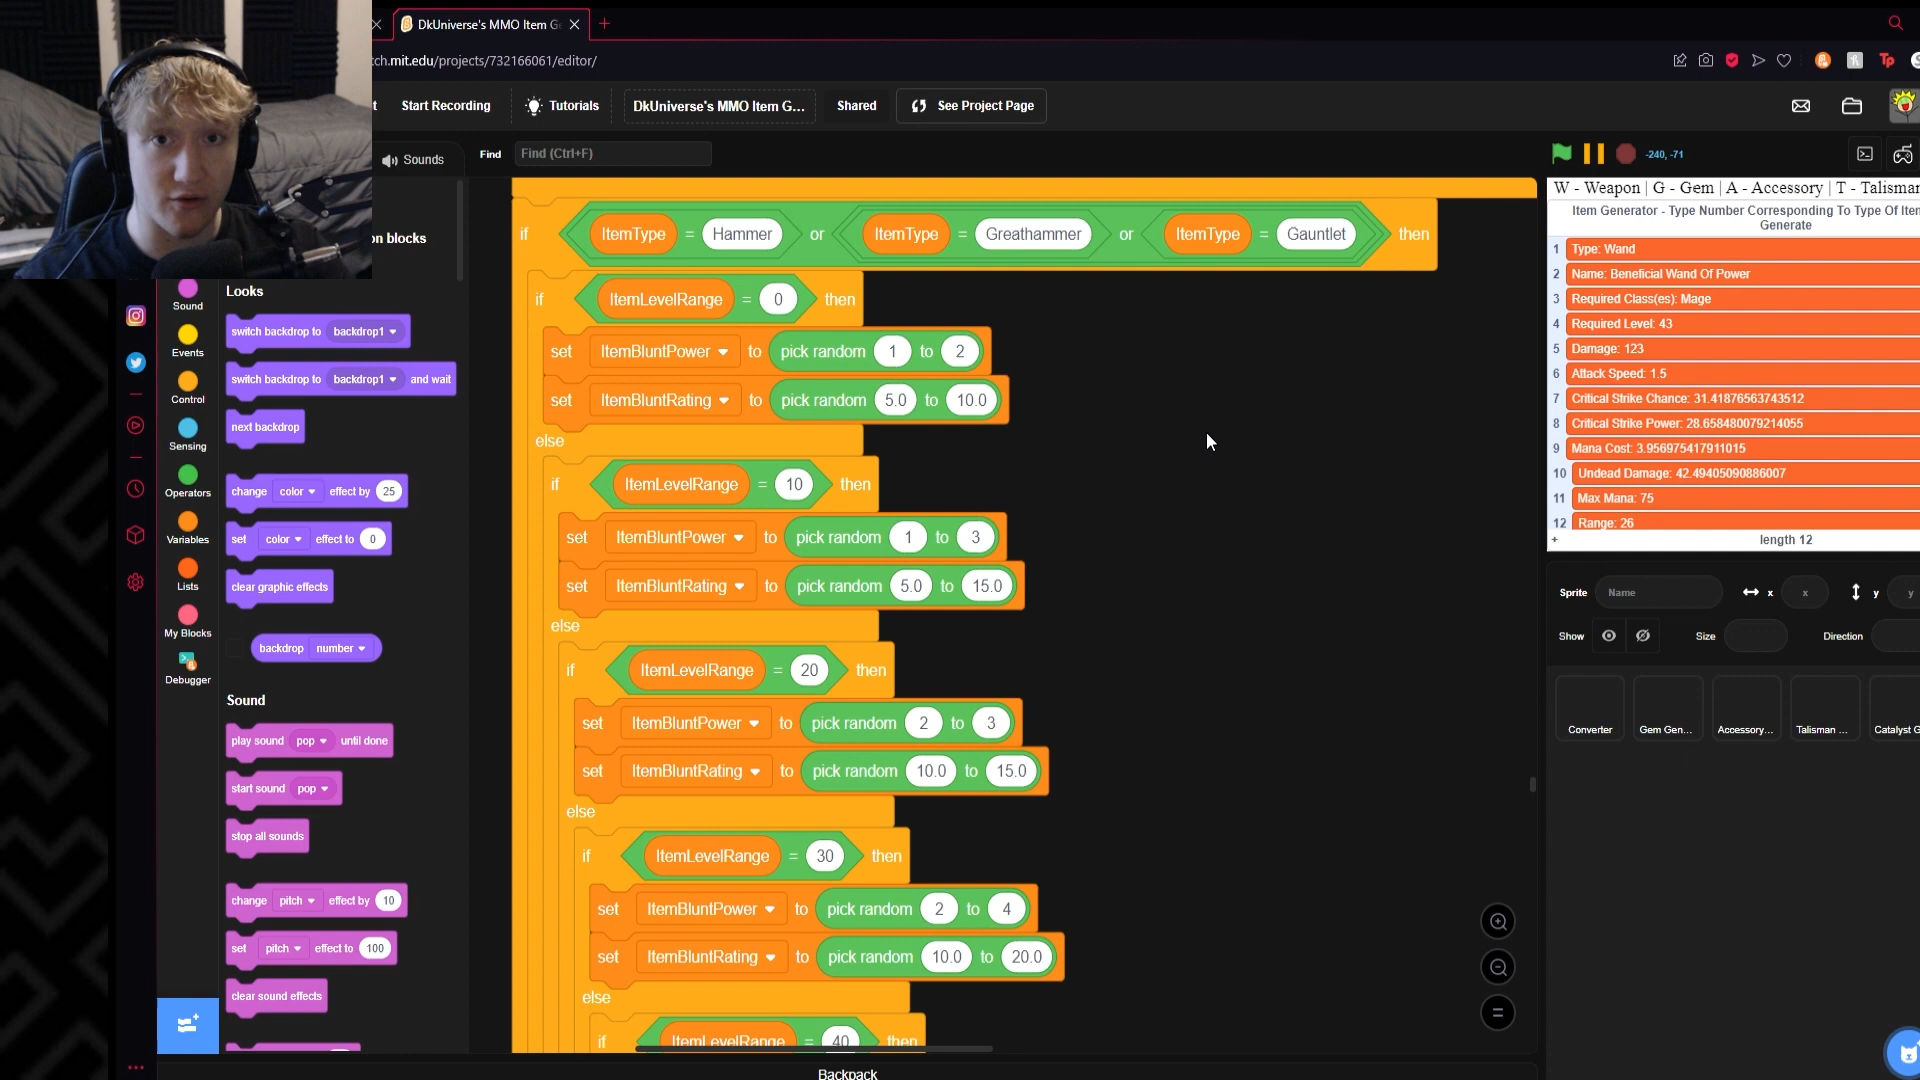 DkUniverse's MMO Item Ge
tch.mit.edu/projects/732166061/editor/
Start Recording
Tutorials
DkUniverse's MMO Item G...
Shared
See Project Page
Sounds
Find
Find (Ctrl+F)
-240, -71
on blocks
Looks
switch backdrop to backdrop1
switch backdrop to backdrop1 and wait
next backdrop
change color effect by 25
set color effect to 0
clear graphic effects
backdrop number
Sound
play sound pop until done
start sound pop
stop all sounds
change pitch effect by 10
set pitch effect to 100
clear sound effects
Sound
Events
Control
Sensing
Operators
Variables
Lists
My Blocks
Debugger
if ItemType = Hammer or ItemType = Greathammer or ItemType = Gauntlet then
if ItemLevelRange = 0 then
set ItemBluntPower to pick random 1 to 2
set ItemBluntRating to pick random 5.0 to 10.0
else
if ItemLevelRange = 10 then
set ItemBluntPower to pick random 1 to 3
set ItemBluntRating to pick random 5.0 to 15.0
else
if ItemLevelRange = 20 then
set ItemBluntPower to pick random 2 to 3
set ItemBluntRating to pick random 10.0 to 15.0
else
if ItemLevelRange = 30 then
set ItemBluntPower to pick random 2 to 4
set ItemBluntRating to pick random 10.0 to 20.0
else
if ItemLevelRange = 40 then
Backpack
W - Weapon | G - Gem | A - Accessory | T - Talisman
Item Generator - Type Number Corresponding To Type Of Item
Generate
1 Type: Wand
2 Name: Beneficial Wand Of Power
3 Required Class(es): Mage
4 Required Level: 43
5 Damage: 123
6 Attack Speed: 1.5
7 Critical Strike Chance: 31.41876563743512
8 Critical Strike Power: 28.658480079214055
9 Mana Cost: 3.956975417911015
10 Undead Damage: 42.49405090886007
11 Max Mana: 75
12 Range: 26
+ length 12
Sprite Name x x y y
Show Size Direction
Converter
Gem Gen...
Accessory...
Talisman ...
Catalyst G